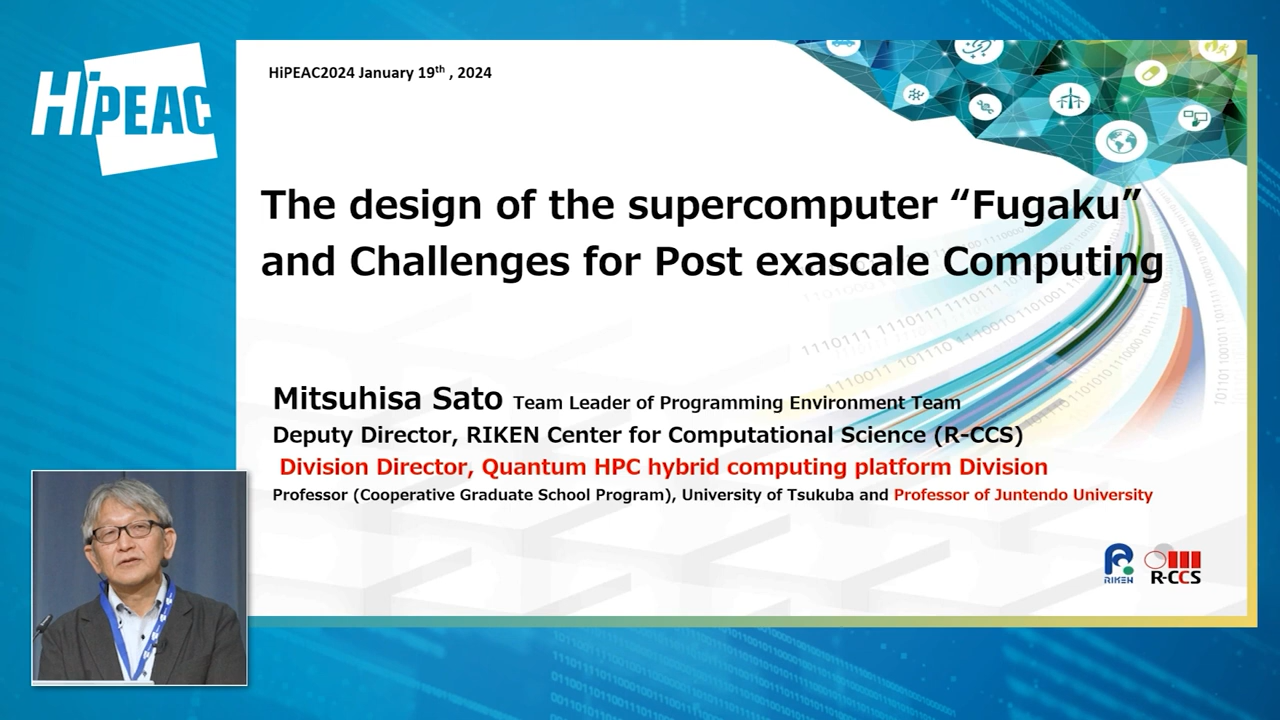 HiPEAC
HiPEAC2024 January 19th , 2024
The design of the supercomputer “Fugaku”
and Challenges for Post exascale Computing
Mitsuhisa Sato Team Leader of Programming Environment Team
Deputy Director, RIKEN Center for Computational Science (R-CCS)
Division Director, Quantum HPC hybrid computing platform Division
Professor (Cooperative Graduate School Program), University of Tsukuba and Professor of Juntendo University
RIKEN
R-CCS